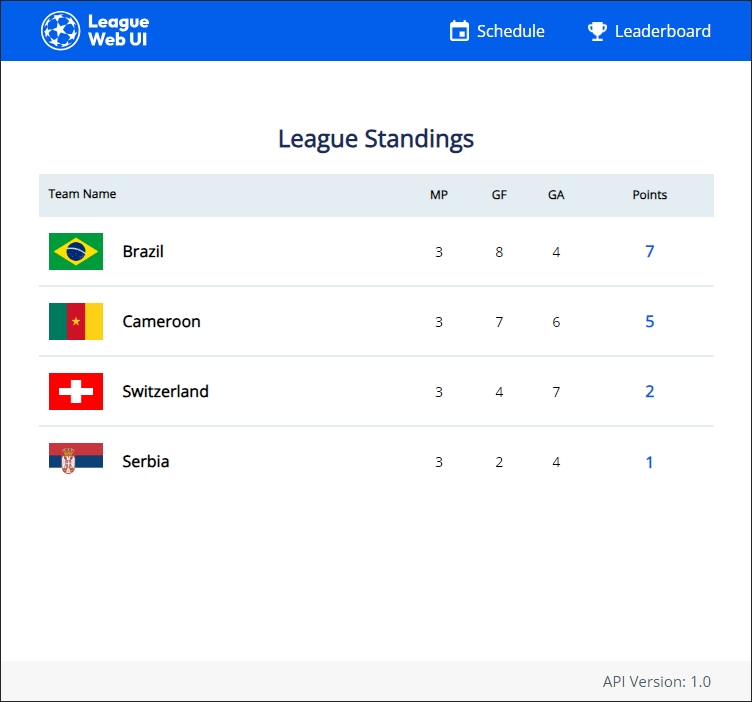 League
Web UI
Schedule
Leaderboard
League Standings
Team Name MP GF GA Points
Brazil 3 8 4 7
Cameroon 3 7 6 5
Switzerland 3 4 7 2
Serbia 3 2 4 1
API Version: 1.0